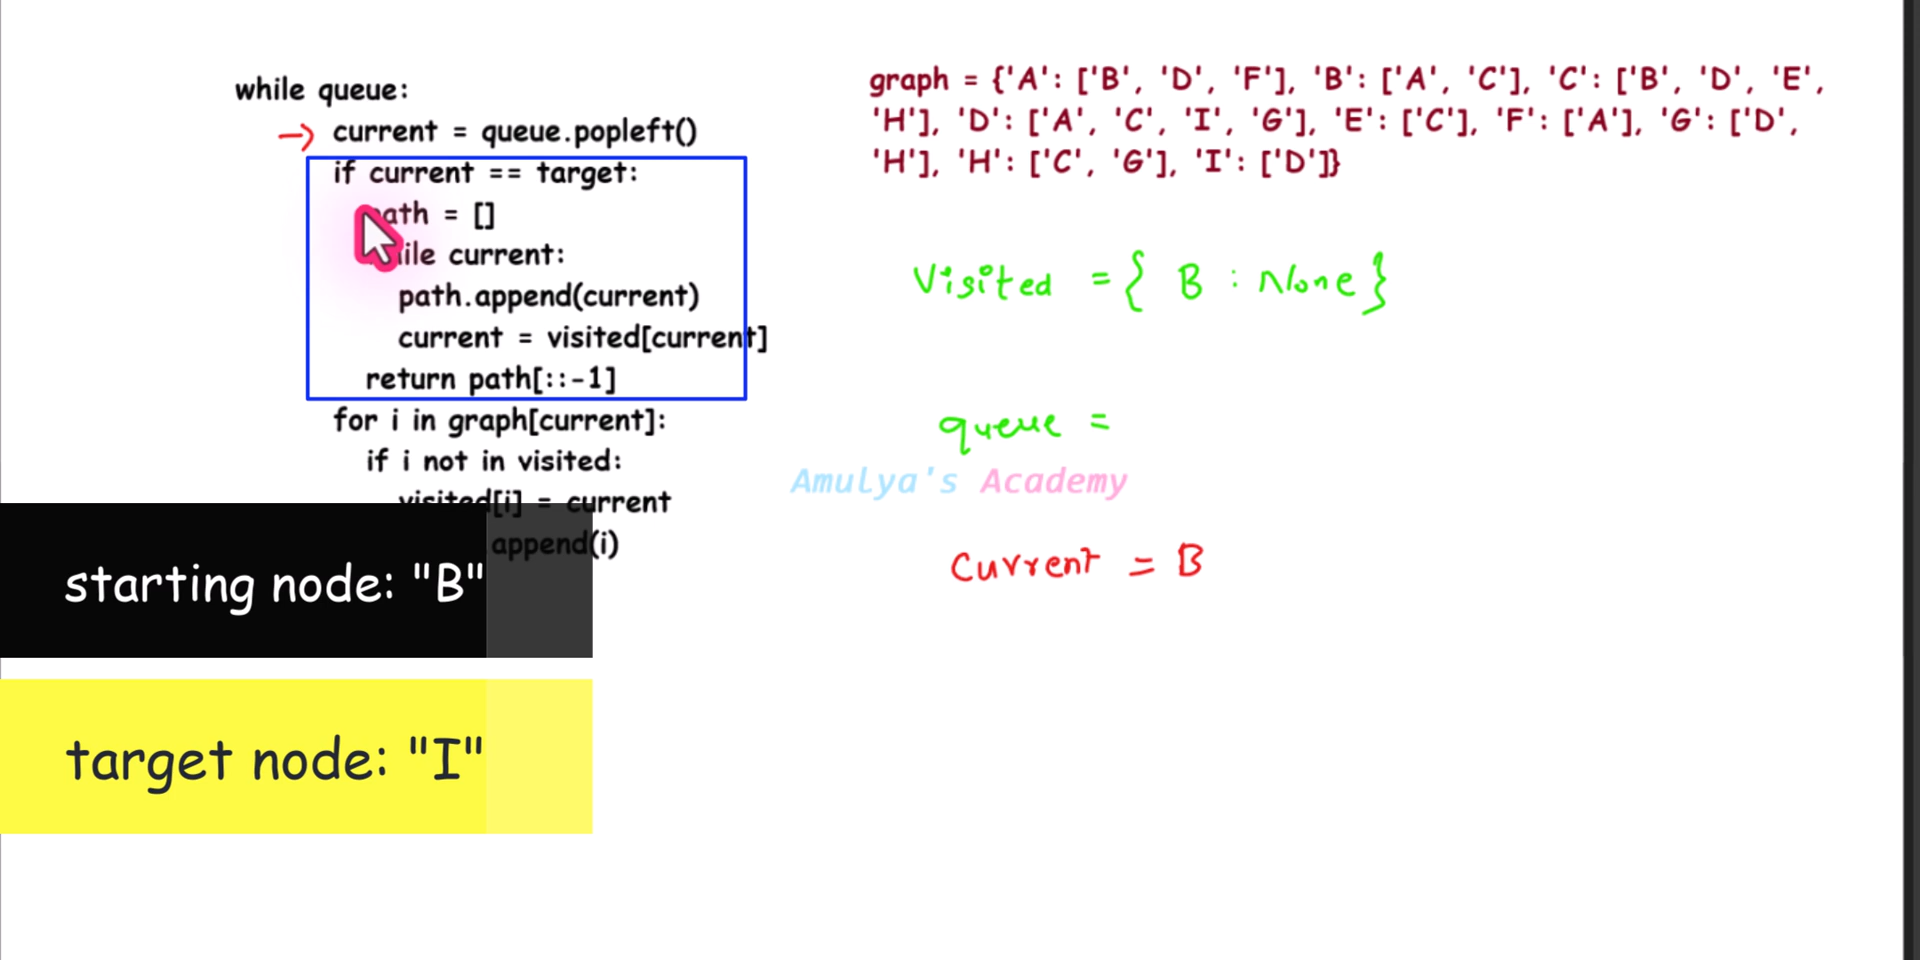 while queue:
current = queue.popleft()
if current == target:
ath = []
ile current:
path.append(current)
current = visited[current]
return path[::-1]
for i in graph[current]:
if i not in visited:
visited[i] = current
append(i)
graph = {'A': ['B', 'D', 'F'], 'B': ['A', 'C'], 'C': ['B', 'D', 'E',
'H'], 'D': ['A', 'C', 'I', 'G'], 'E': ['C'], 'F': ['A'], 'G': ['D',
'H'], 'H': ['C', 'G'], 'I': ['D']}
Visited = { B : None }
queue =
Amulya's Academy
Current = B
starting node: "B"
target node: "I"